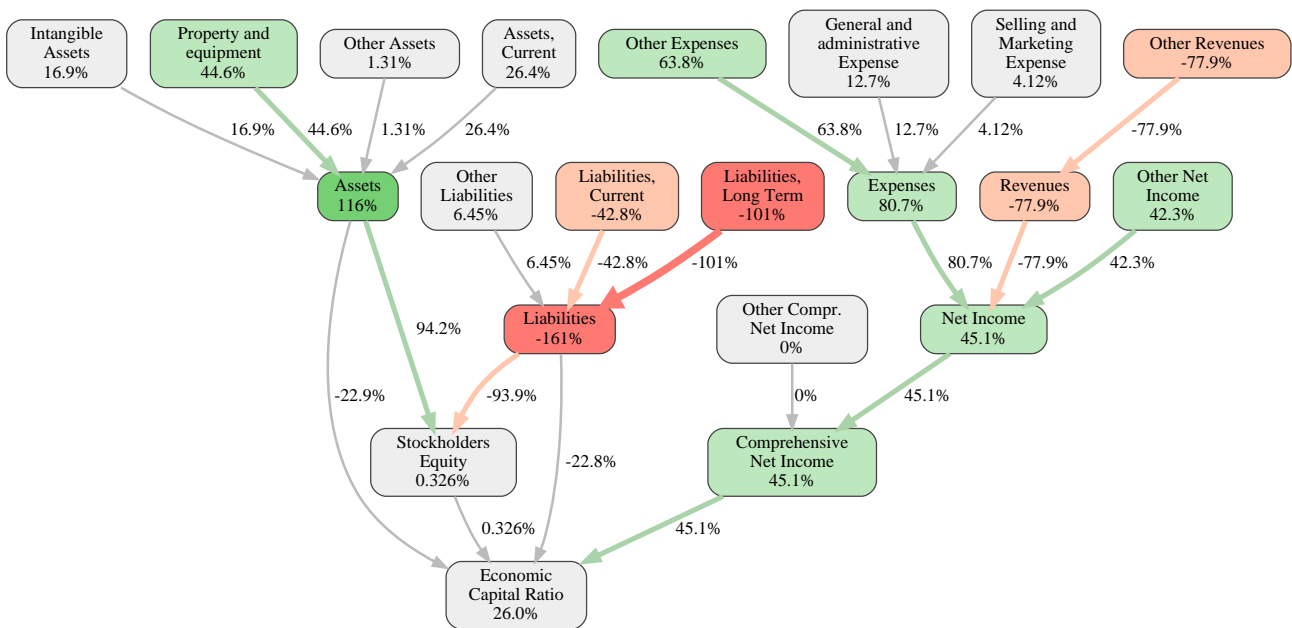 Intangible
Assets
16.9%
Property and
equipment
44.6%
Other Assets
1.31%
Assets,
Current
26.4%
Other Expenses
63.8%
General and
administrative
Expense
12.7%
Selling and
Marketing
Expense
4.12%
Other Revenues
-77.9%
16.9%
44.6%
1.31%
26.4%
63.8%
12.7%
4.12%
-77.9%
Assets
116%
Other
Liabilities
6.45%
Liabilities,
Current
-42.8%
Liabilities,
Long Term
-101%
Expenses
80.7%
Revenues
-77.9%
Other Net
Income
42.3%
6.45%
-42.8%
-101%
80.7%
-77.9%
42.3%
94.2%
Liabilities
-161%
Other Compr.
Net Income
0%
Net Income
45.1%
-22.9%
-93.9%
0%
45.1%
Stockholders
Equity
0.326%
-22.8%
Comprehensive
Net Income
45.1%
0.326%
45.1%
Economic
Capital Ratio
26.0%